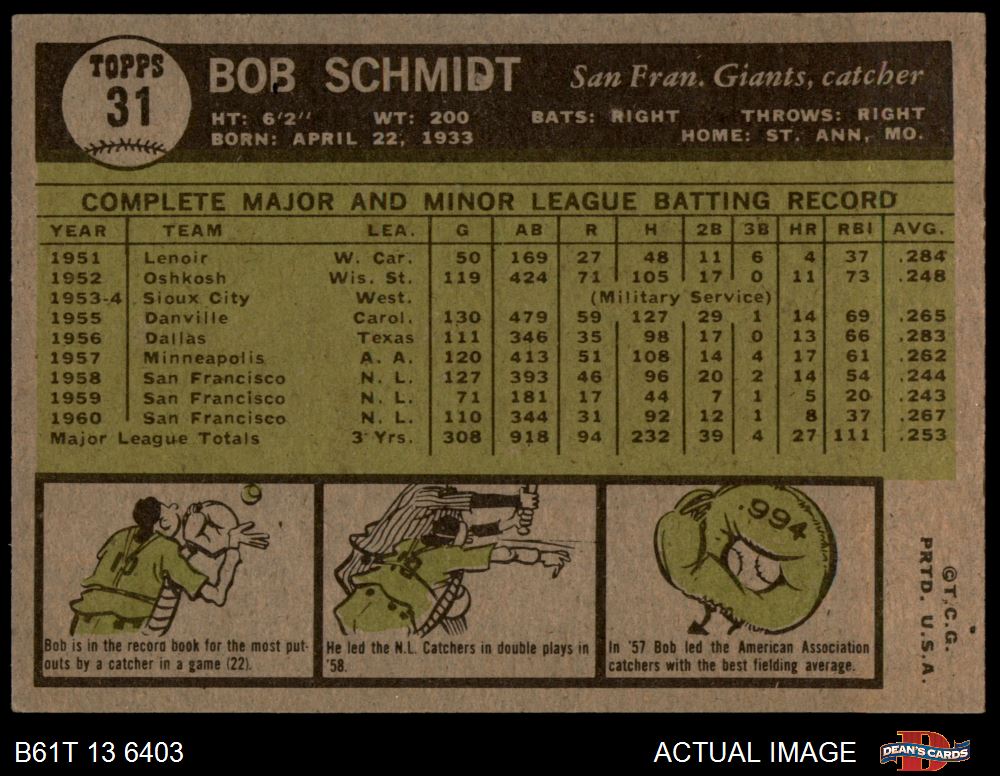 TOPPS
31
BOB SCHMIDT San Fran. Giants, catcher
HT: 6'2" WT: 200 BATS: RIGHT THROWS: RIGHT
BORN: APRIL 22, 1933 HOME: ST. ANN, MO.
COMPLETE MAJOR AND MINOR LEAGUE BATTING RECORD
YEAR TEAM LEA. G AB R H 2B 3B HR RBI AVG.
1951 Lenoir W. Car. 50 169 27 48 11 6 4 37 .284
1952 Oshkosh Wis. St. 119 424 71 105 17 0 11 73 .248
1953-4 Sioux City West. (Military Service)
1955 Danville Carol. 130 479 59 127 29 1 14 69 .265
1956 Dallas Texas 111 346 35 98 17 0 13 66 .283
1957 Minneapolis A. A. 120 413 51 108 14 4 17 61 .262
1958 San Francisco N. L. 127 393 46 96 20 2 14 54 .244
1959 San Francisco N. L. 71 181 17 44 7 1 5 20 .243
1960 San Francisco N. L. 110 344 31 92 12 1 8 37 .267
Major League Totals 3 Yrs. 308 918 94 232 39 4 27 111 .253
Bob is in the record book for the most put-
outs by a catcher in a game (22).
He led the N.L. Catchers in double plays in
'58.
.994
In '57 Bob led the American Association
catchers with the best fielding average.
©T.C.G.
PRTD. U.S.A.
B61T 13 6403 ACTUAL IMAGE
D
DEAN'S CARDS